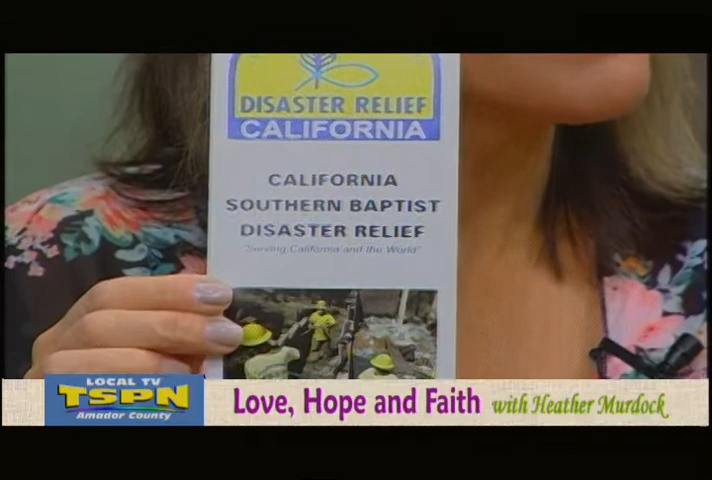 DISASTER RELIEF
CALIFORNIA
CALIFORNIA
SOUTHERN BAPTIST
DISASTER RELIEF
"Serving California and the World"
LOCAL TV
TSPN
Amador County
Love, Hope and Faith with Heather Murdock